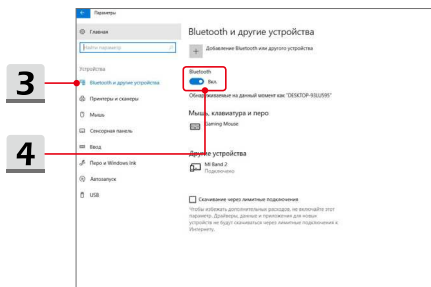 Параметры
Главная
Найти параметр
Устройства
Bluetooth и другие устройства
Принтеры и сканеры
Мышь
Сенсорная панель
Ввод
Перо и Windows Ink
Автозапуск
USB
3
4
Bluetooth и другие устройства
Добавление Bluetooth или другого устройства
Bluetooth
Вкл.
Обнаруживаемые на данный момент как "DESKTOP-93LUS9S"
Мышь, клавиатура и перо
Gaming Mouse
Другие устройства
MI Band 2
Подключено
Скачивание через лимитные подключения
Чтобы избежать дополнительных расходов, не включайте этот
параметр. Драйверы, данные и приложения для новых
устройств не будут скачиваться через лимитные подключения к
Интернету.